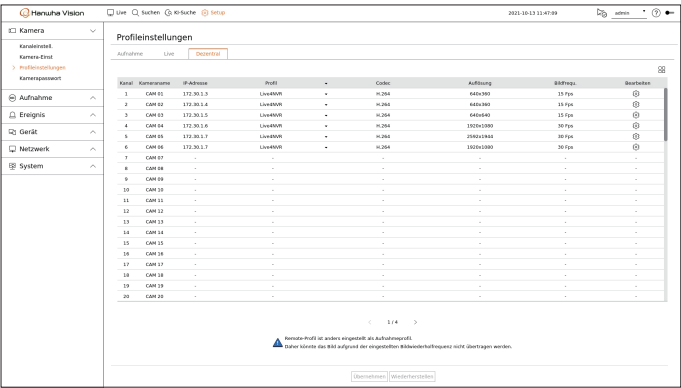 Hanwha Vision
Live Suchen KI-Suche Setup 2021-10-13 11:47:09 admin
Kamera
Kanaleinstell.
Kamera-Einst
Profileinstellungen
Kamerapasswort
Aufnahme
Ereignis
Gerät
Netzwerk
System
Profileinstellungen
Aufnahme Live Dezentral
Kanal Kameraname IP-Adresse Profil Codec Auflösung Bildfrequ. Bearbeiten
1 CAM 01 172.30.1.3 Live4NVR H.264 640x360 15 Fps
2 CAM 02 172.30.1.4 Live4NVR H.264 640x360 15 Fps
3 CAM 03 172.30.1.5 Live4NVR H.264 640x640 15 Fps
4 CAM 04 172.30.1.6 Live4NVR H.264 1920x1080 30 Fps
5 CAM 05 172.30.1.7 Live4NVR H.264 2592x1944 30 Fps
6 CAM 06 172.30.1.7 Live4NVR H.264 1920x1080 30 Fps
7 CAM 07 - - - - -
8 CAM 08 - - - - -
9 CAM 09 - - - - -
10 CAM 10 - - - - -
11 CAM 11 - - - - -
12 CAM 12 - - - - -
13 CAM 13 - - - - -
14 CAM 14 - - - - -
15 CAM 15 - - - - -
16 CAM 16 - - - - -
17 CAM 17 - - - - -
18 CAM 18 - - - - -
19 CAM 19 - - - - -
20 CAM 20 - - - - -
< 1 / 4 >
Remote-Profil ist anders eingestellt als Aufnahmeprofil.
Daher könnte das Bild aufgrund der eingestellten Bildwiederholfrequenz nicht übertragen werden.
Übernehmen Wiederherstellen